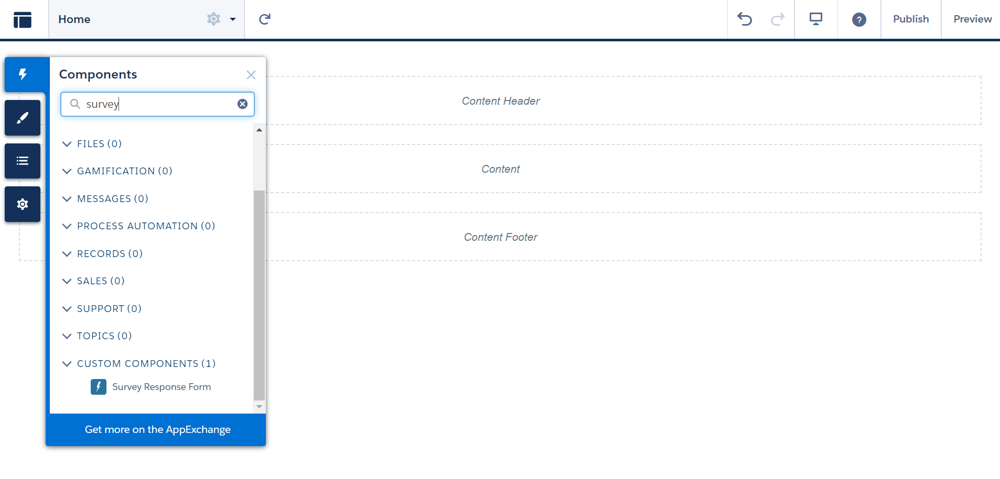 Home
Publish
Preview
Components
survey
FILES (0)
GAMIFICATION (0)
MESSAGES (0)
PROCESS AUTOMATION (0)
RECORDS (0)
SALES (0)
SUPPORT (0)
TOPICS (0)
CUSTOM COMPONENTS (1)
Survey Response Form
Get more on the AppExchange
Content Header
Content
Content Footer